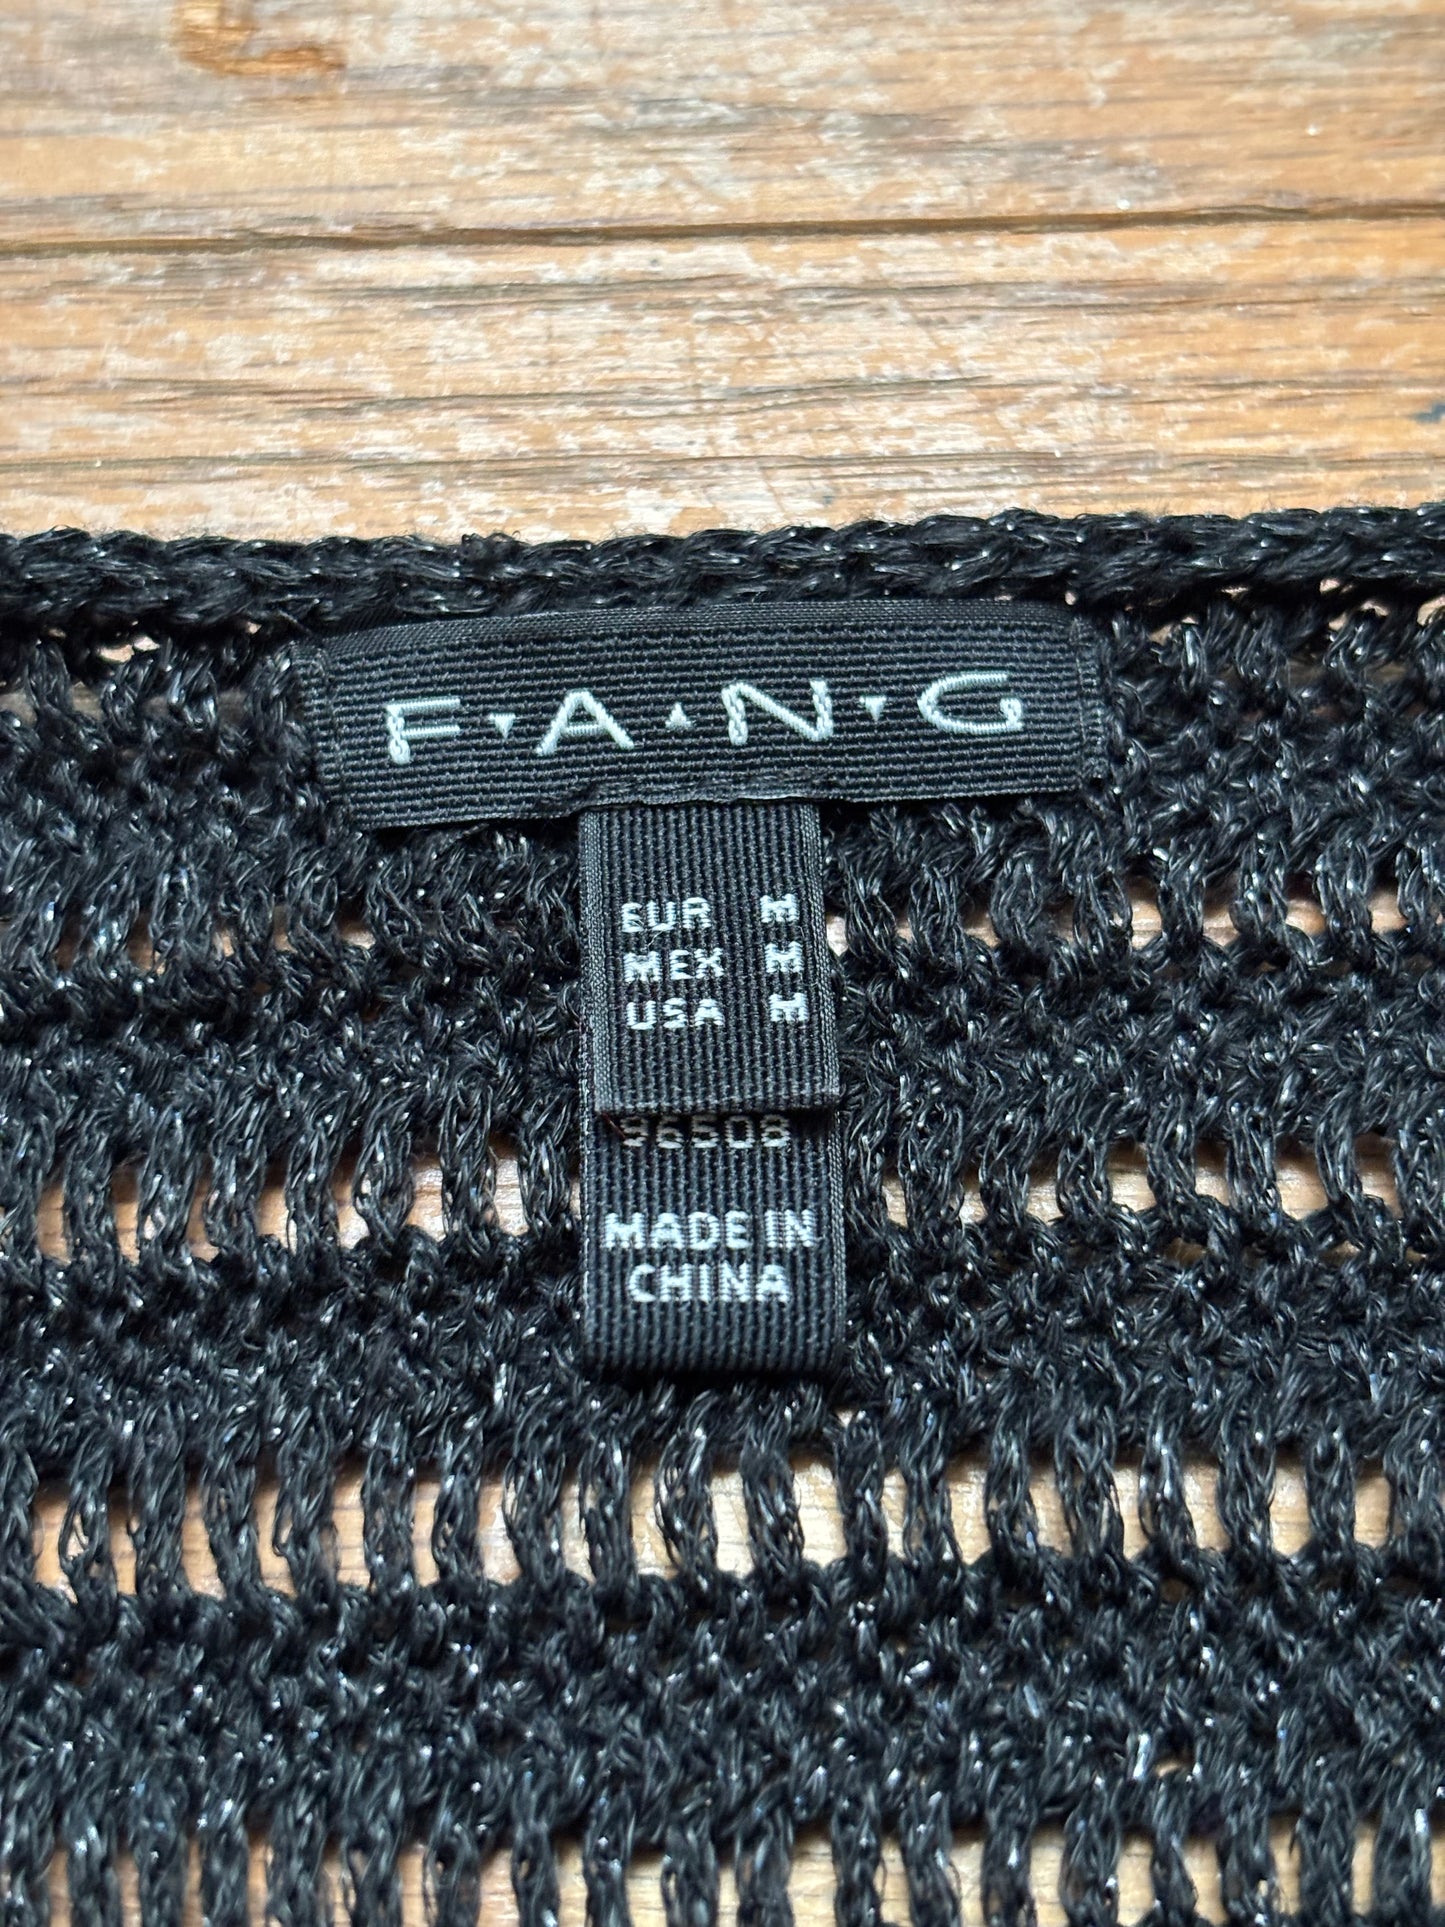 F▾A▴N▾G
EUR M
MEX M
USA M
96508
MADE IN
CHINA